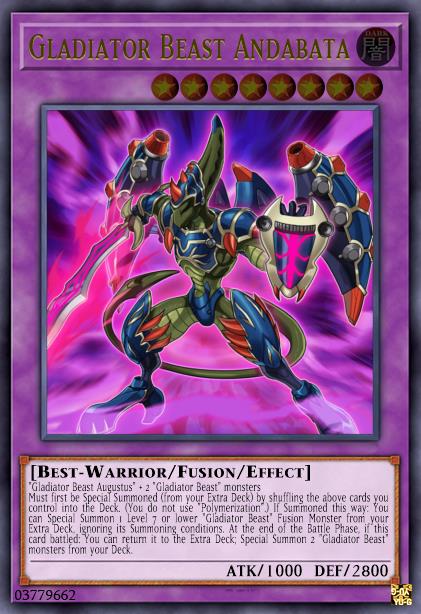 GLADIATOR BEAST ANDABATA
DARK
闇
[BEST-WARRIOR/FUSION/EFFECT]
"Gladiator Beast Augustus" + 2 "Gladiator Beast" monsters
Must first be Special Summoned (from your Extra Deck) by shuffling the above cards you
control into the Deck. (You do not use "Polymerization".) If Summoned this way: You
can Special Summon 1 Level 7 or lower "Gladiator Beast" Fusion Monster from your
Extra Deck, ignoring its Summoning conditions. At the end of the Battle Phase, if this
card battled: You can return it to the Extra Deck; Special Summon 2 "Gladiator Beast"
monsters from your Deck.
ATK/1000 DEF/2800
03779662